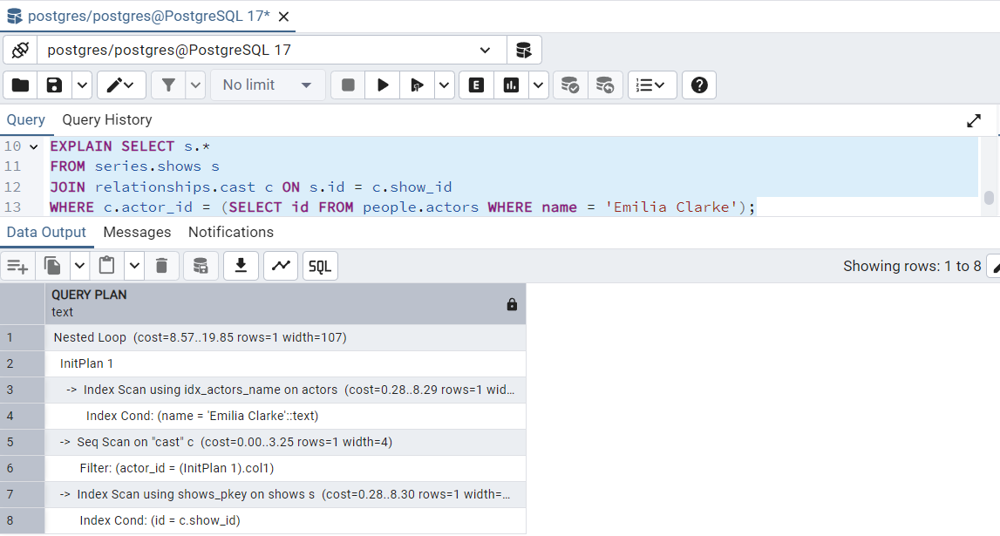 postgres/postgres@PostgreSQL 17*
postgres/postgres@PostgreSQL 17
No limit
E
Query Query History
10 EXPLAIN SELECT s.*
11 FROM series.shows s
12 JOIN relationships.cast c ON s.id = c.show_id
13 WHERE c.actor_id = (SELECT id FROM people.actors WHERE name = 'Emilia Clarke');
Data Output Messages Notifications
SQL Showing rows: 1 to 8
QUERY PLAN
text
1 Nested Loop (cost=8.57..19.85 rows=1 width=107)
2 InitPlan 1
3 -> Index Scan using idx_actors_name on actors (cost=0.28..8.29 rows=1 wid…
4 Index Cond: (name = 'Emilia Clarke'::text)
5 -> Seq Scan on "cast" c (cost=0.00..3.25 rows=1 width=4)
6 Filter: (actor_id = (InitPlan 1).col1)
7 -> Index Scan using shows_pkey on shows s (cost=0.28..8.30 rows=1 width=…
8 Index Cond: (id = c.show_id)